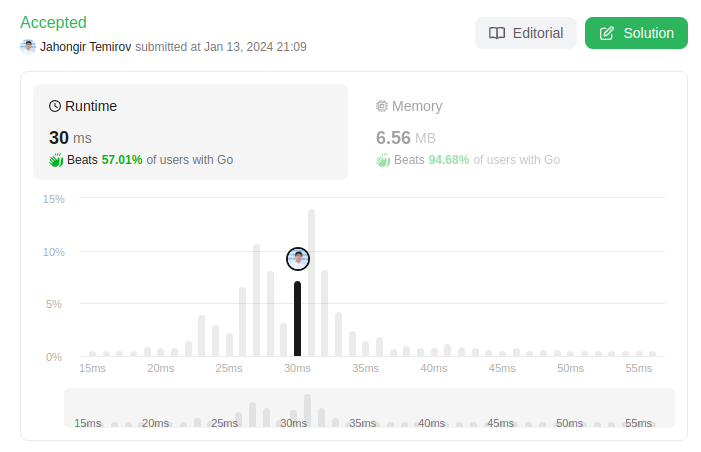 Accepted
Jahongir Temirov submitted at Jan 13, 2024 21:09
Editorial
Solution
Runtime
30 ms
Beats 57.01% of users with Go
Memory
6.56 MB
Beats 94.68% of users with Go
15%
10%
5%
0%
15ms 20ms 25ms 30ms 35ms 40ms 45ms 50ms 55ms
15ms 20ms 25ms 30ms 35ms 40ms 45ms 50ms 55ms